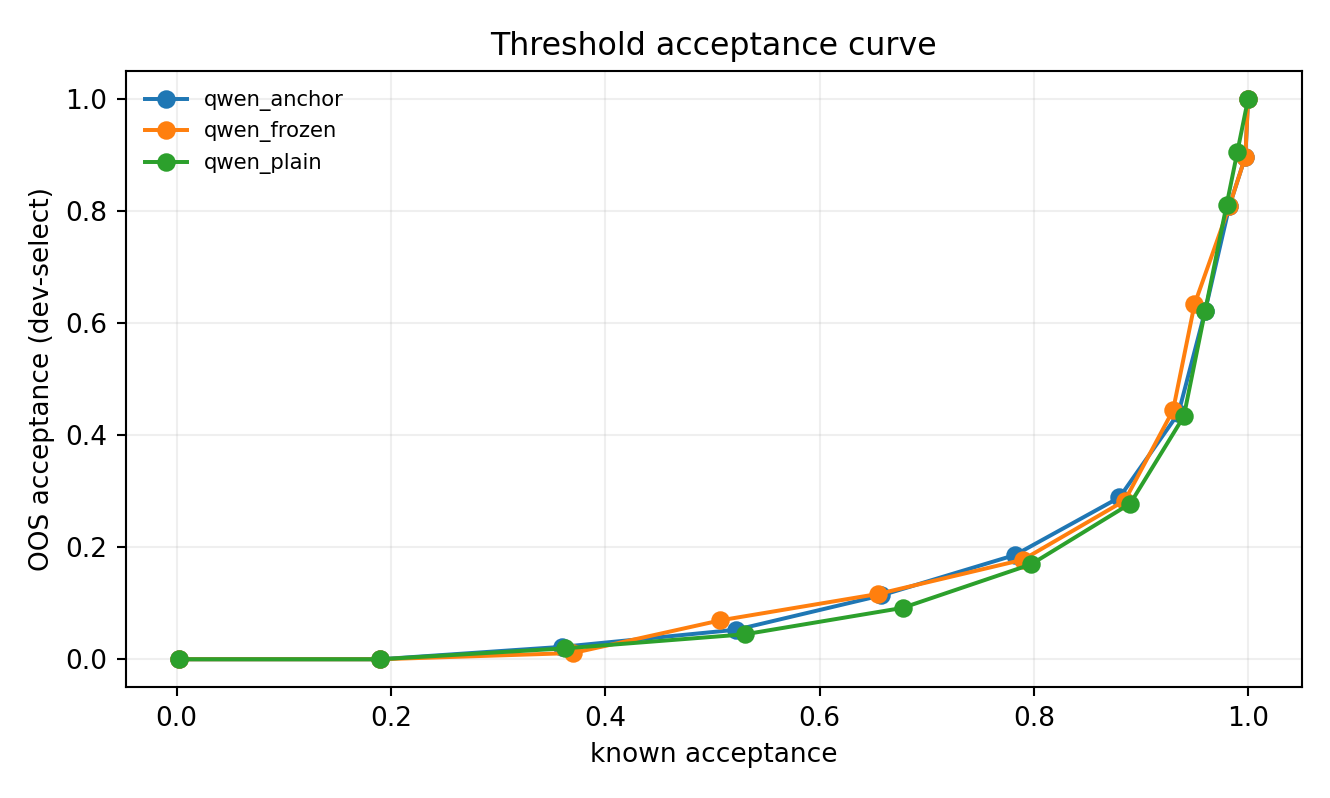 Threshold acceptance curve
qwen_anchor
qwen_frozen
qwen_plain
OOS acceptance (dev-select)
1.0
0.8
0.6
0.4
0.2
0.0
0.0 0.2 0.4 0.6 0.8 1.0
known acceptance